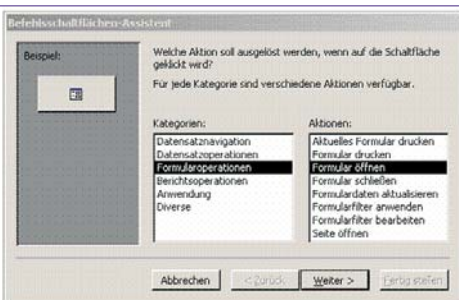 Befehlsschaltflächen-Assistent
Beispiel:
Welche Aktion soll ausgelöst werden, wenn auf die Schaltfläche
geklickt wird?
Für jede Kategorie sind verschiedene Aktionen verfügbar.
Kategorien:
Datensatznavigation
Datensatzoperationen
Formularoperationen
Berichtsoperationen
Anwendung
Diverse
Aktionen:
Aktuelles Formular drucken
Formular drucken
Formular öffnen
Formular schließen
Formulardaten aktualisieren
Formularfilter anwenden
Formularfilter bearbeiten
Seite öffnen
Abbrechen
< Zurück
Weiter >
Fertig stellen